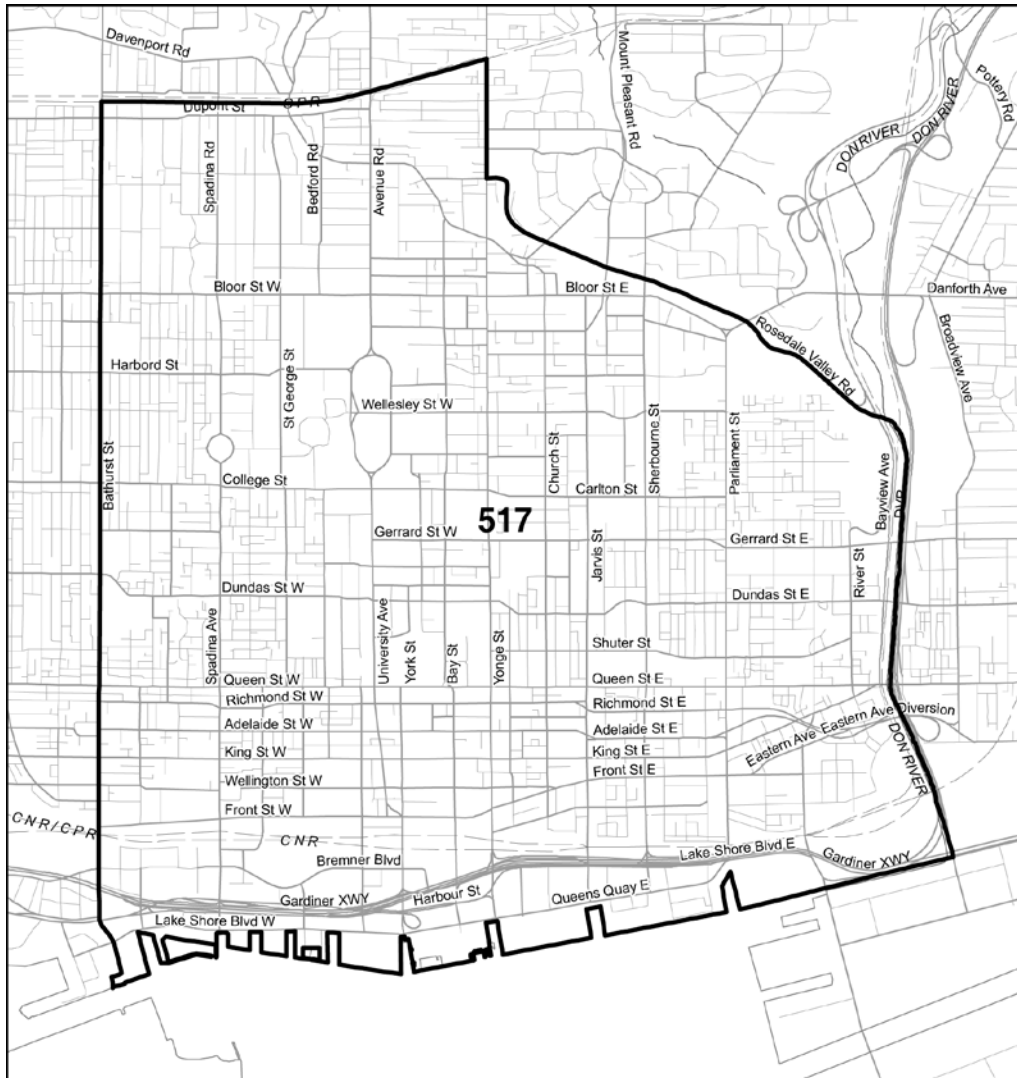 Davenport Rd
Mount Pleasant Rd
Pottery Rd
CPR
Dupont St
DON RIVER
DON RIVER
Spadina Rd
Bedford Rd
Avenue Rd
Bloor St W
Bloor St E
Danforth Ave
Rosedale Valley Rd
Broadview Ave
Harbord St
St George St
Wellesley St W
Church St
Sherbourne St
Parliament St
Bathurst St
College St
Carlton St
Bayview Ave
DVP
517
Gerrard St W
Jarvis St
Gerrard St E
River St
Dundas St W
Dundas St E
Spadina Ave
University Ave
York St
Bay St
Yonge St
Shuter St
Queen St W
Queen St E
Richmond St W
Richmond St E
Adelaide St W
Adelaide St E
Eastern Ave
Eastern Ave Diversion
King St W
King St E
Wellington St W
Front St E
DON RIVER
Front St W
CNR/CPR
CNR
Bremner Blvd
Lake Shore Blvd E
Gardiner XWY
Gardiner XWY
Harbour St
Queens Quay E
Lake Shore Blvd W